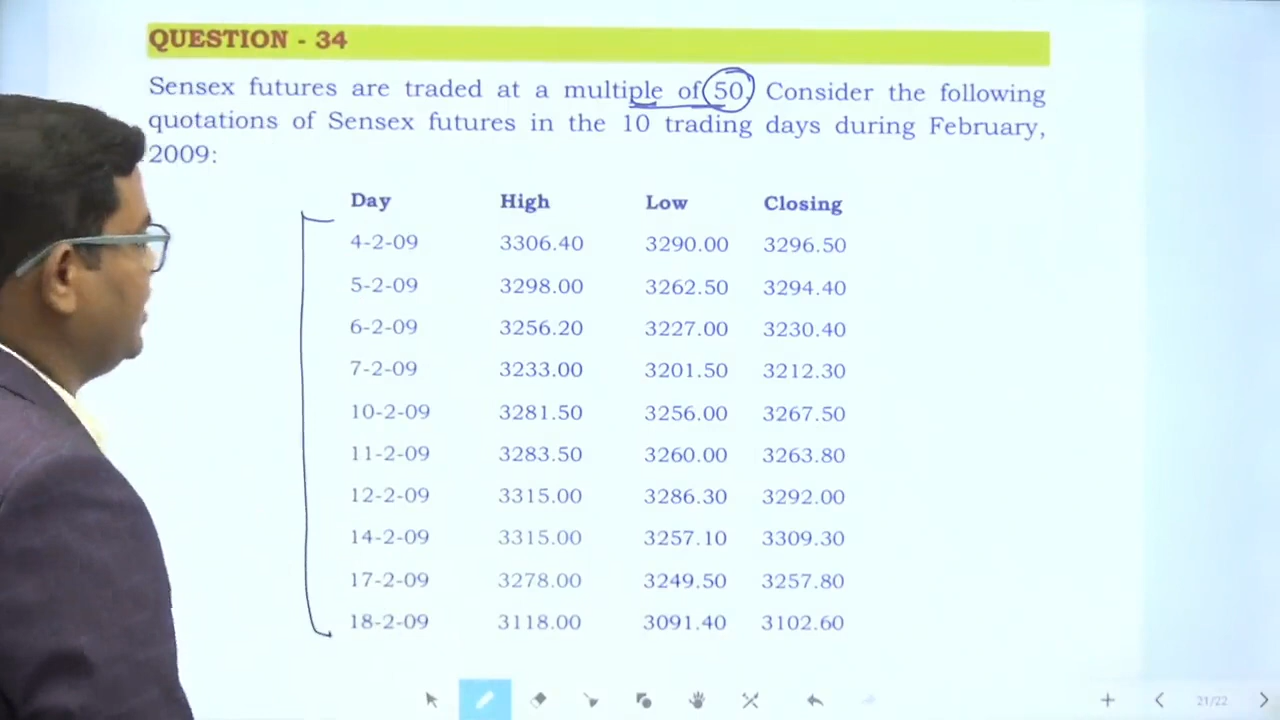 QUESTION - 34
Sensex futures are traded at a multiple of 50. Consider the following
quotations of Sensex futures in the 10 trading days during February,
2009:
Day High Low Closing
4-2-09 3306.40 3290.00 3296.50
5-2-09 3298.00 3262.50 3294.40
6-2-09 3256.20 3227.00 3230.40
7-2-09 3233.00 3201.50 3212.30
10-2-09 3281.50 3256.00 3267.50
11-2-09 3283.50 3260.00 3263.80
12-2-09 3315.00 3286.30 3292.00
14-2-09 3315.00 3257.10 3309.30
17-2-09 3278.00 3249.50 3257.80
18-2-09 3118.00 3091.40 3102.60
21/22